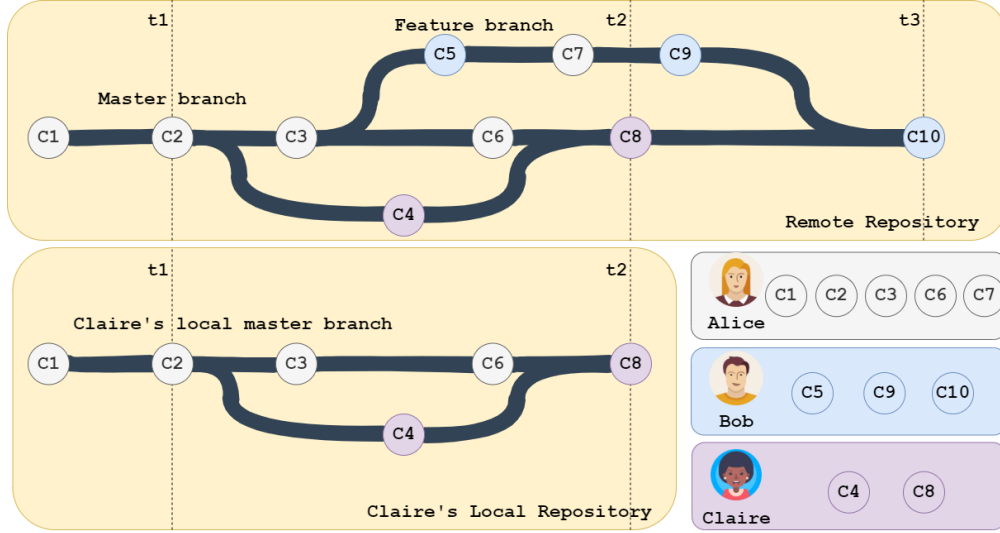 t1 Feature branch t2 t3
C5 C7 C9
Master branch
C1 C2 C3 C6 C8 C10
C4
Remote Repository
t1 t2
Claire's local master branch
C1 C2 C3 C6 C8
C4
Claire's Local Repository
C1 C2 C3 C6 C7
Alice
C5 C9 C10
Bob
C4 C8
Claire